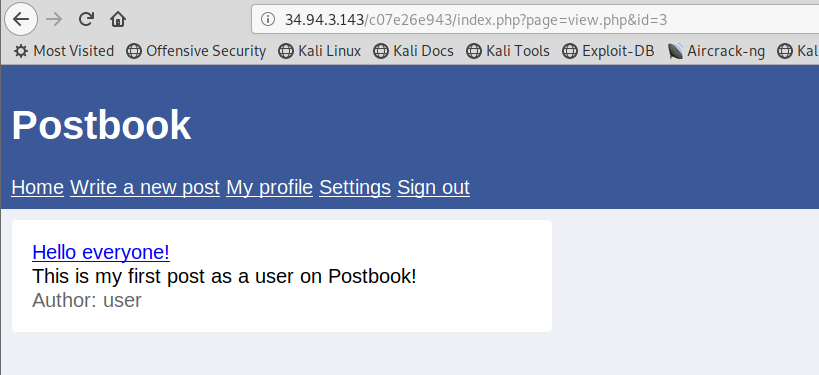 34.94.3.143/c07e26e943/index.php?page=view.php&id=3
Most Visited Offensive Security Kali Linux Kali Docs Kali Tools Exploit-DB Aircrack-ng Kal
Postbook
Home Write a new post My profile Settings Sign out
Hello everyone!
This is my first post as a user on Postbook!
Author: user